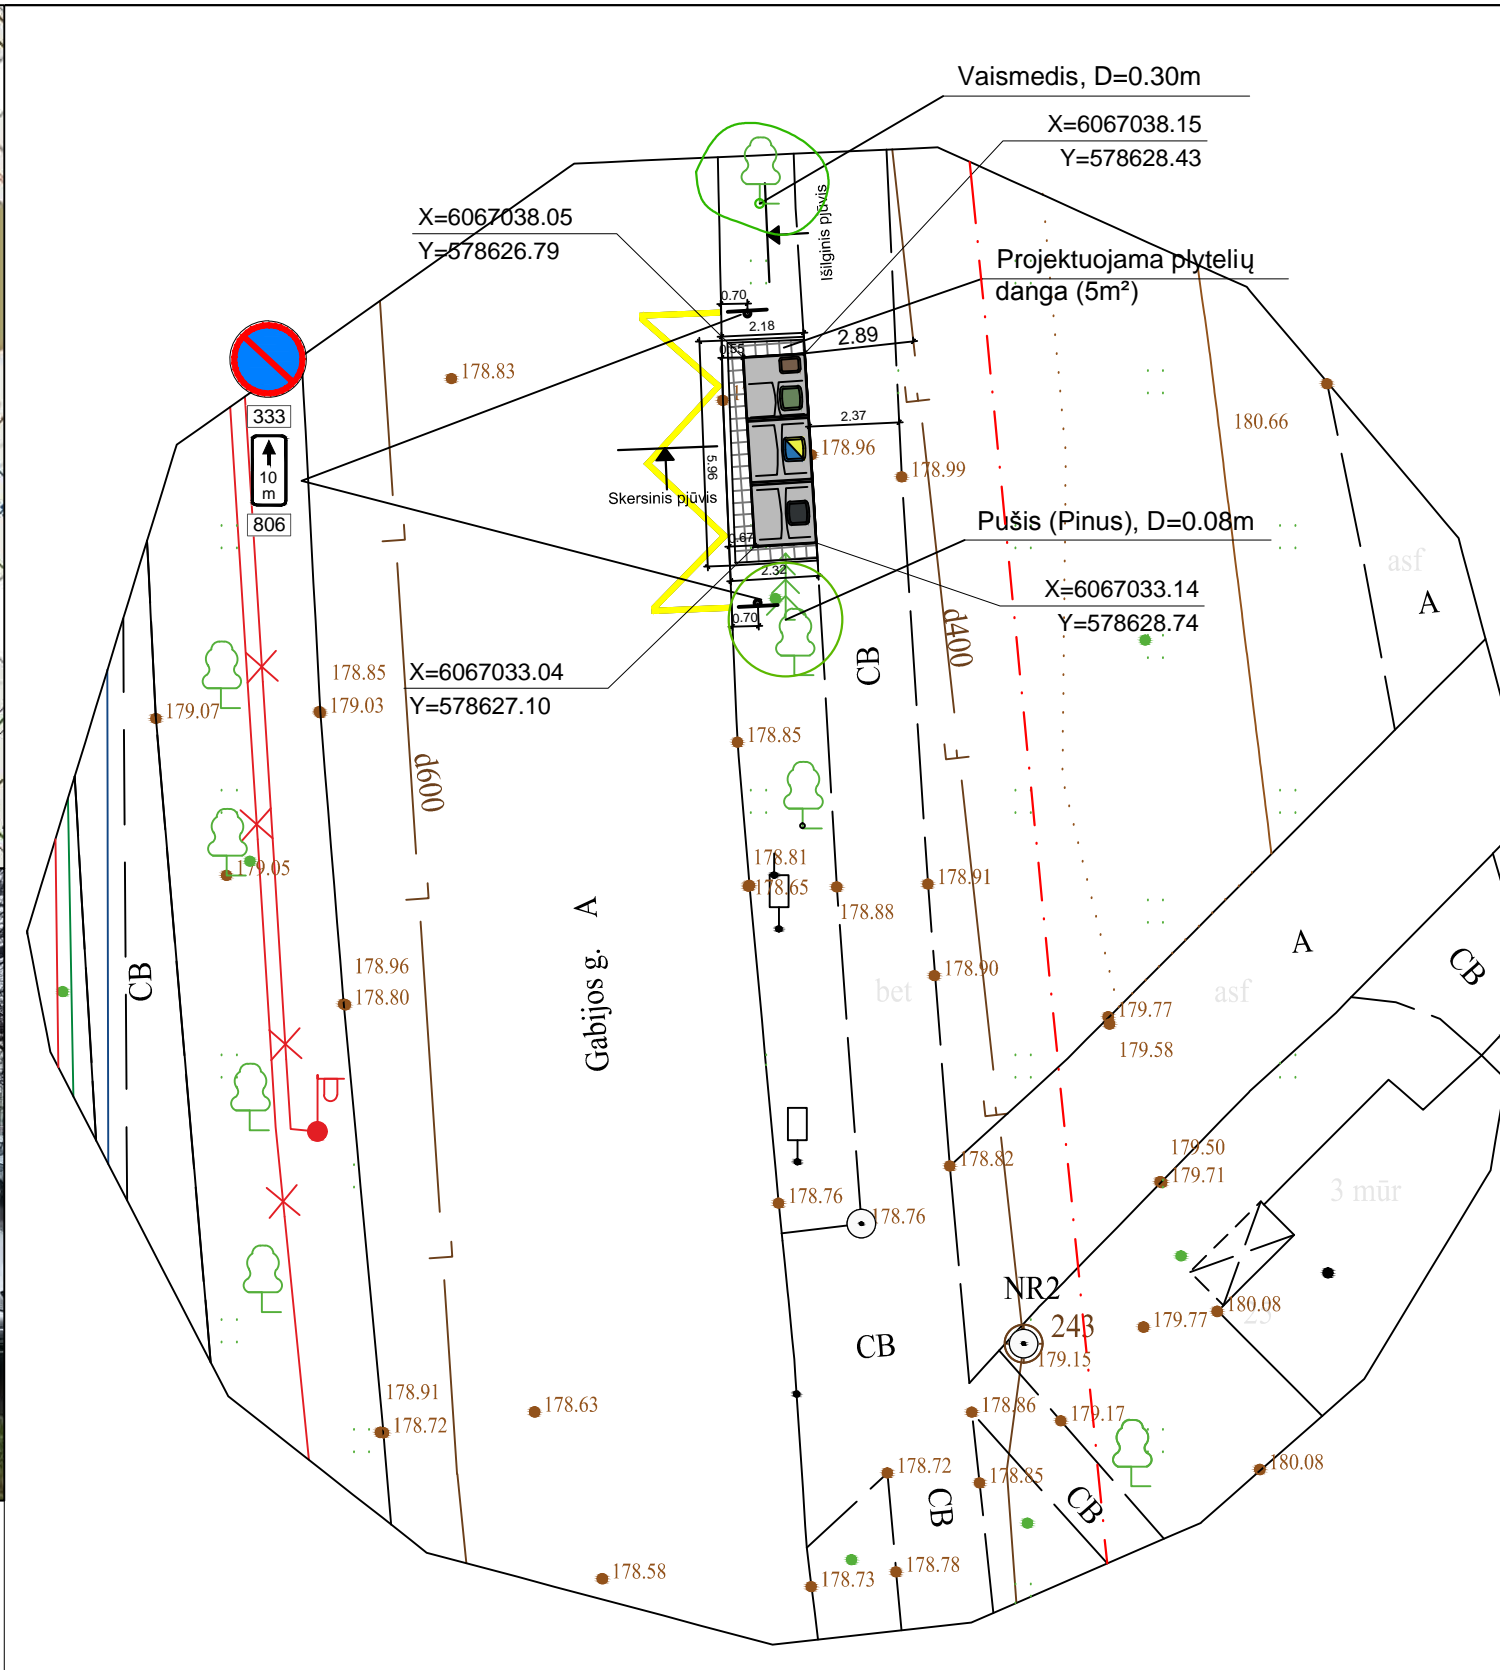 Vaismedis, D=0.30m
X=6067038.15
Y=578628.43
X=6067038.05
Y=578626.79
Išilginis pjūvis
Projektuojama plytelių
danga (5m²)
0.70
2.18
2.89
0.55
178.83
333
10
m
806
180.66
2.37
178.96
178.99
5.96
Skersinis pjūvis
Pušis (Pinus), D=0.08m
0.67
2.32
asf
A
X=6067033.14
Y=578628.74
0.70
d400
CB
178.85
179.03
179.07
X=6067033.04
Y=578627.10
178.85
d600
178.81
178.65
179.05
178.91
178.88
Gabijos g.
A
A
CB
CB
178.96
178.80
178.90
bet
asf
179.77
179.58
178.82
179.50
179.71
3 mūr
178.76
178.76
NR2
243
179.15
179.77
180.08
23
CB
178.91
178.72
178.63
178.86
179.17
178.72
178.85
180.08
CB
CB
178.58
178.73
178.78
L
L
L
F
F
F